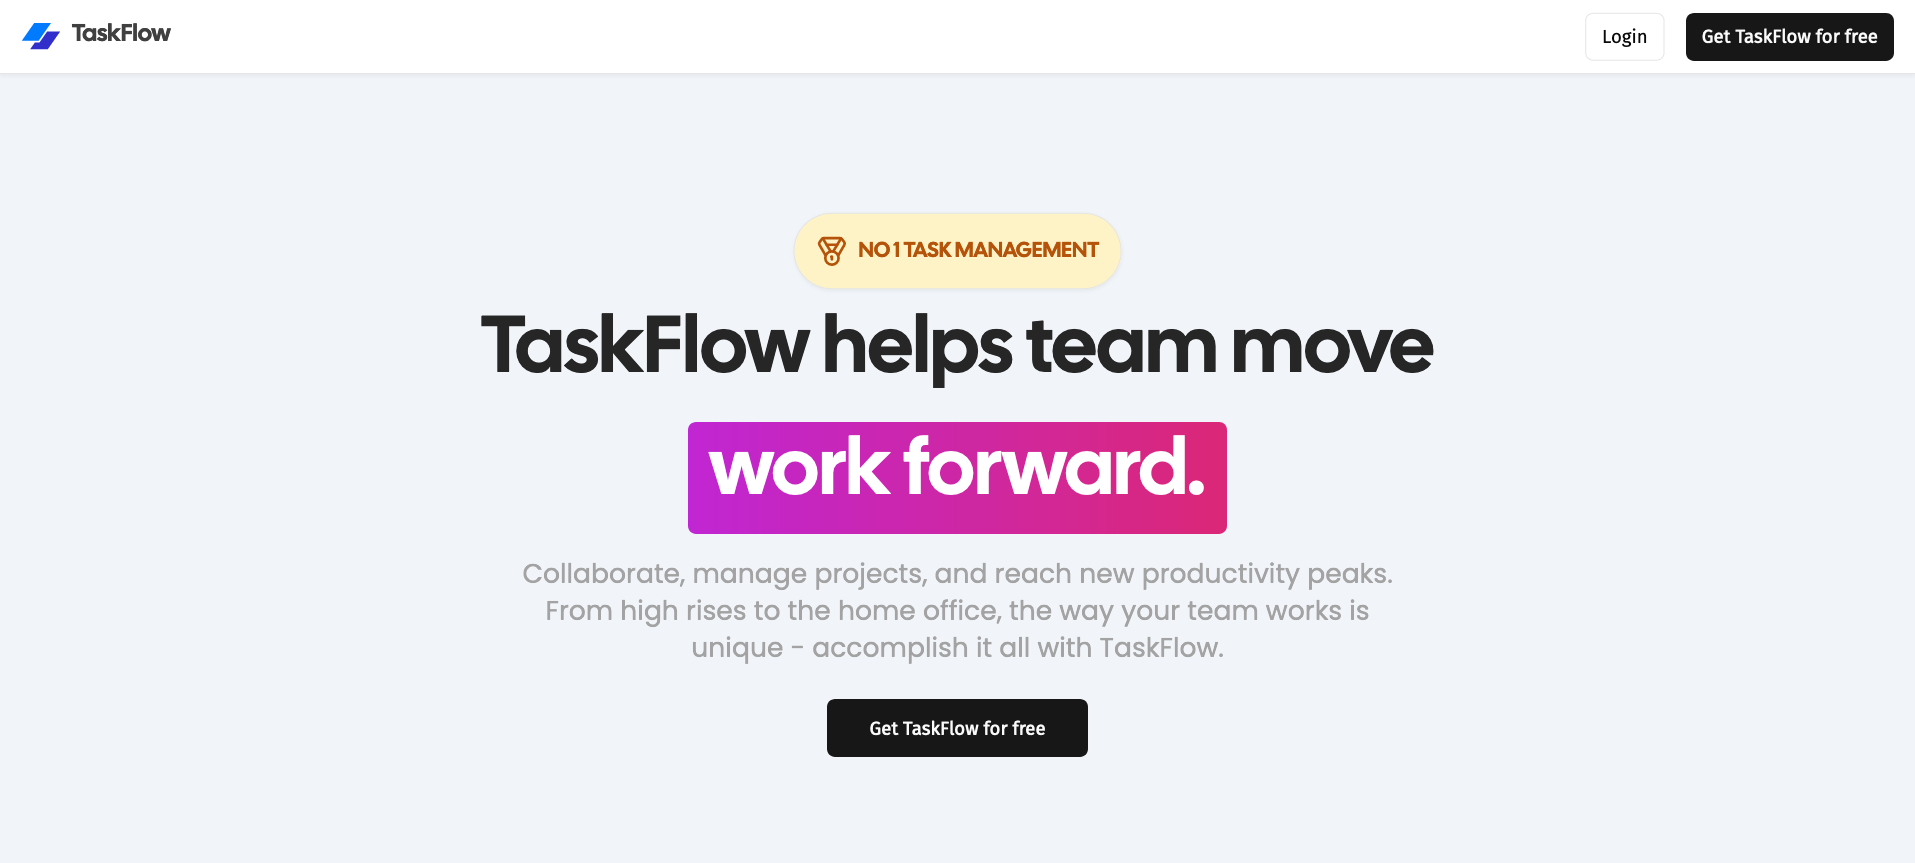 TaskFlow
Login
Get TaskFlow for free
NO 1 TASK MANAGEMENT
TaskFlow helps team move
work forward.
Collaborate, manage projects, and reach new productivity peaks.
From high rises to the home office, the way your team works is
unique - accomplish it all with TaskFlow.
Get TaskFlow for free